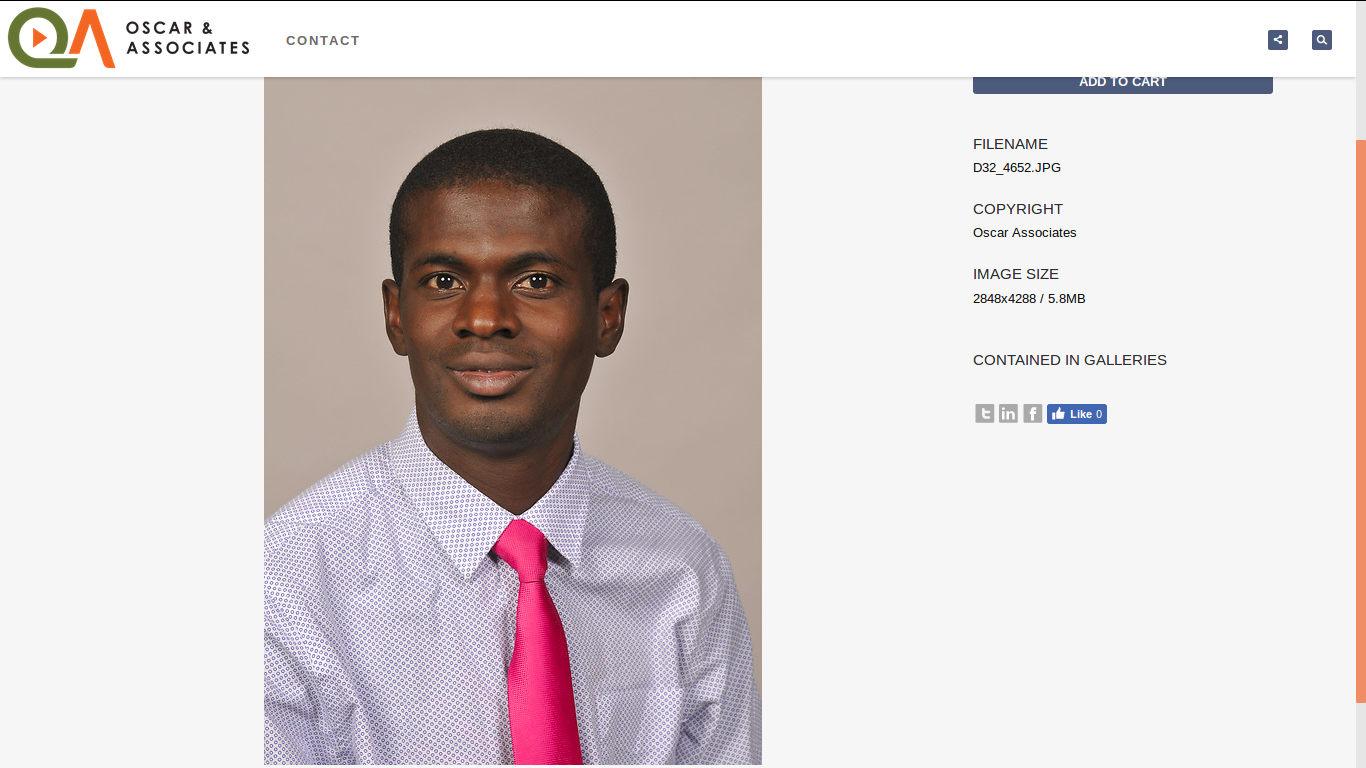 OSCAR &
ASSOCIATES
CONTACT
ADD TO CART
FILENAME
D32_4652.JPG
COPYRIGHT
Oscar Associates
IMAGE SIZE
2848x4288 / 5.8MB
CONTAINED IN GALLERIES
Like 0